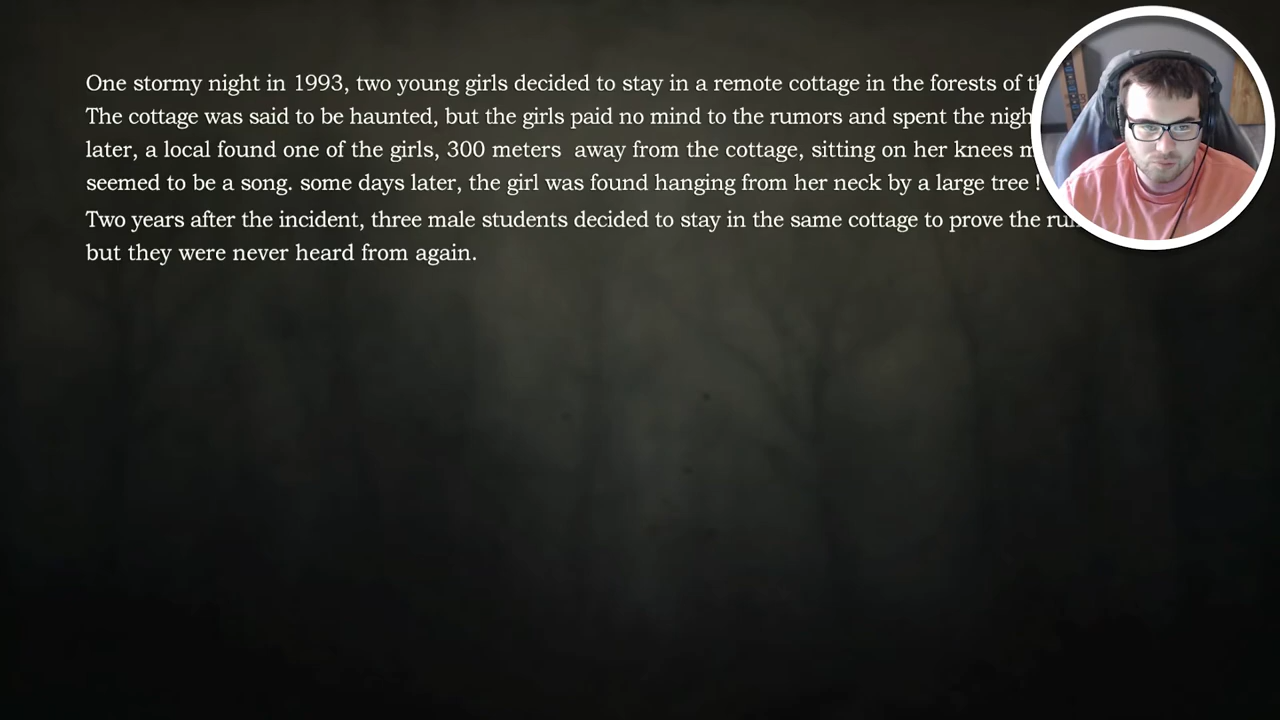 One stormy night in 1993, two young girls decided to stay in a remote cottage in the forests of
The cottage was said to be haunted, but the girls paid no mind to the rumors and spent the
later, a local found one of the girls, 300 meters  away from the cottage, sitting on her knees
seemed to be a song. some days later, the girl was found hanging from her neck by a large tree !
Two years after the incident, three male students decided to stay in the same cottage to prove the
but they were never heard from again.